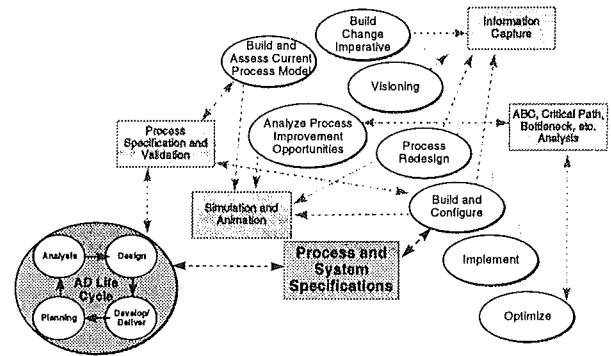 Build
Change
Imperative
Information
Capture
Build and
Assess Current
Process Model
Visioning
ABC, Critical Path,
Bottleneck, etc.
Analysis
Process
Specification and
Validation
Analyze Process
Improvement
Opportunities
Process
Redesign
Simulation and
Animation
Build and
Configure
Process and
System
Specifications
Implement
Optimize
Analysis
Design
AD Life
Cycle
Planning
Develop/
Deliver